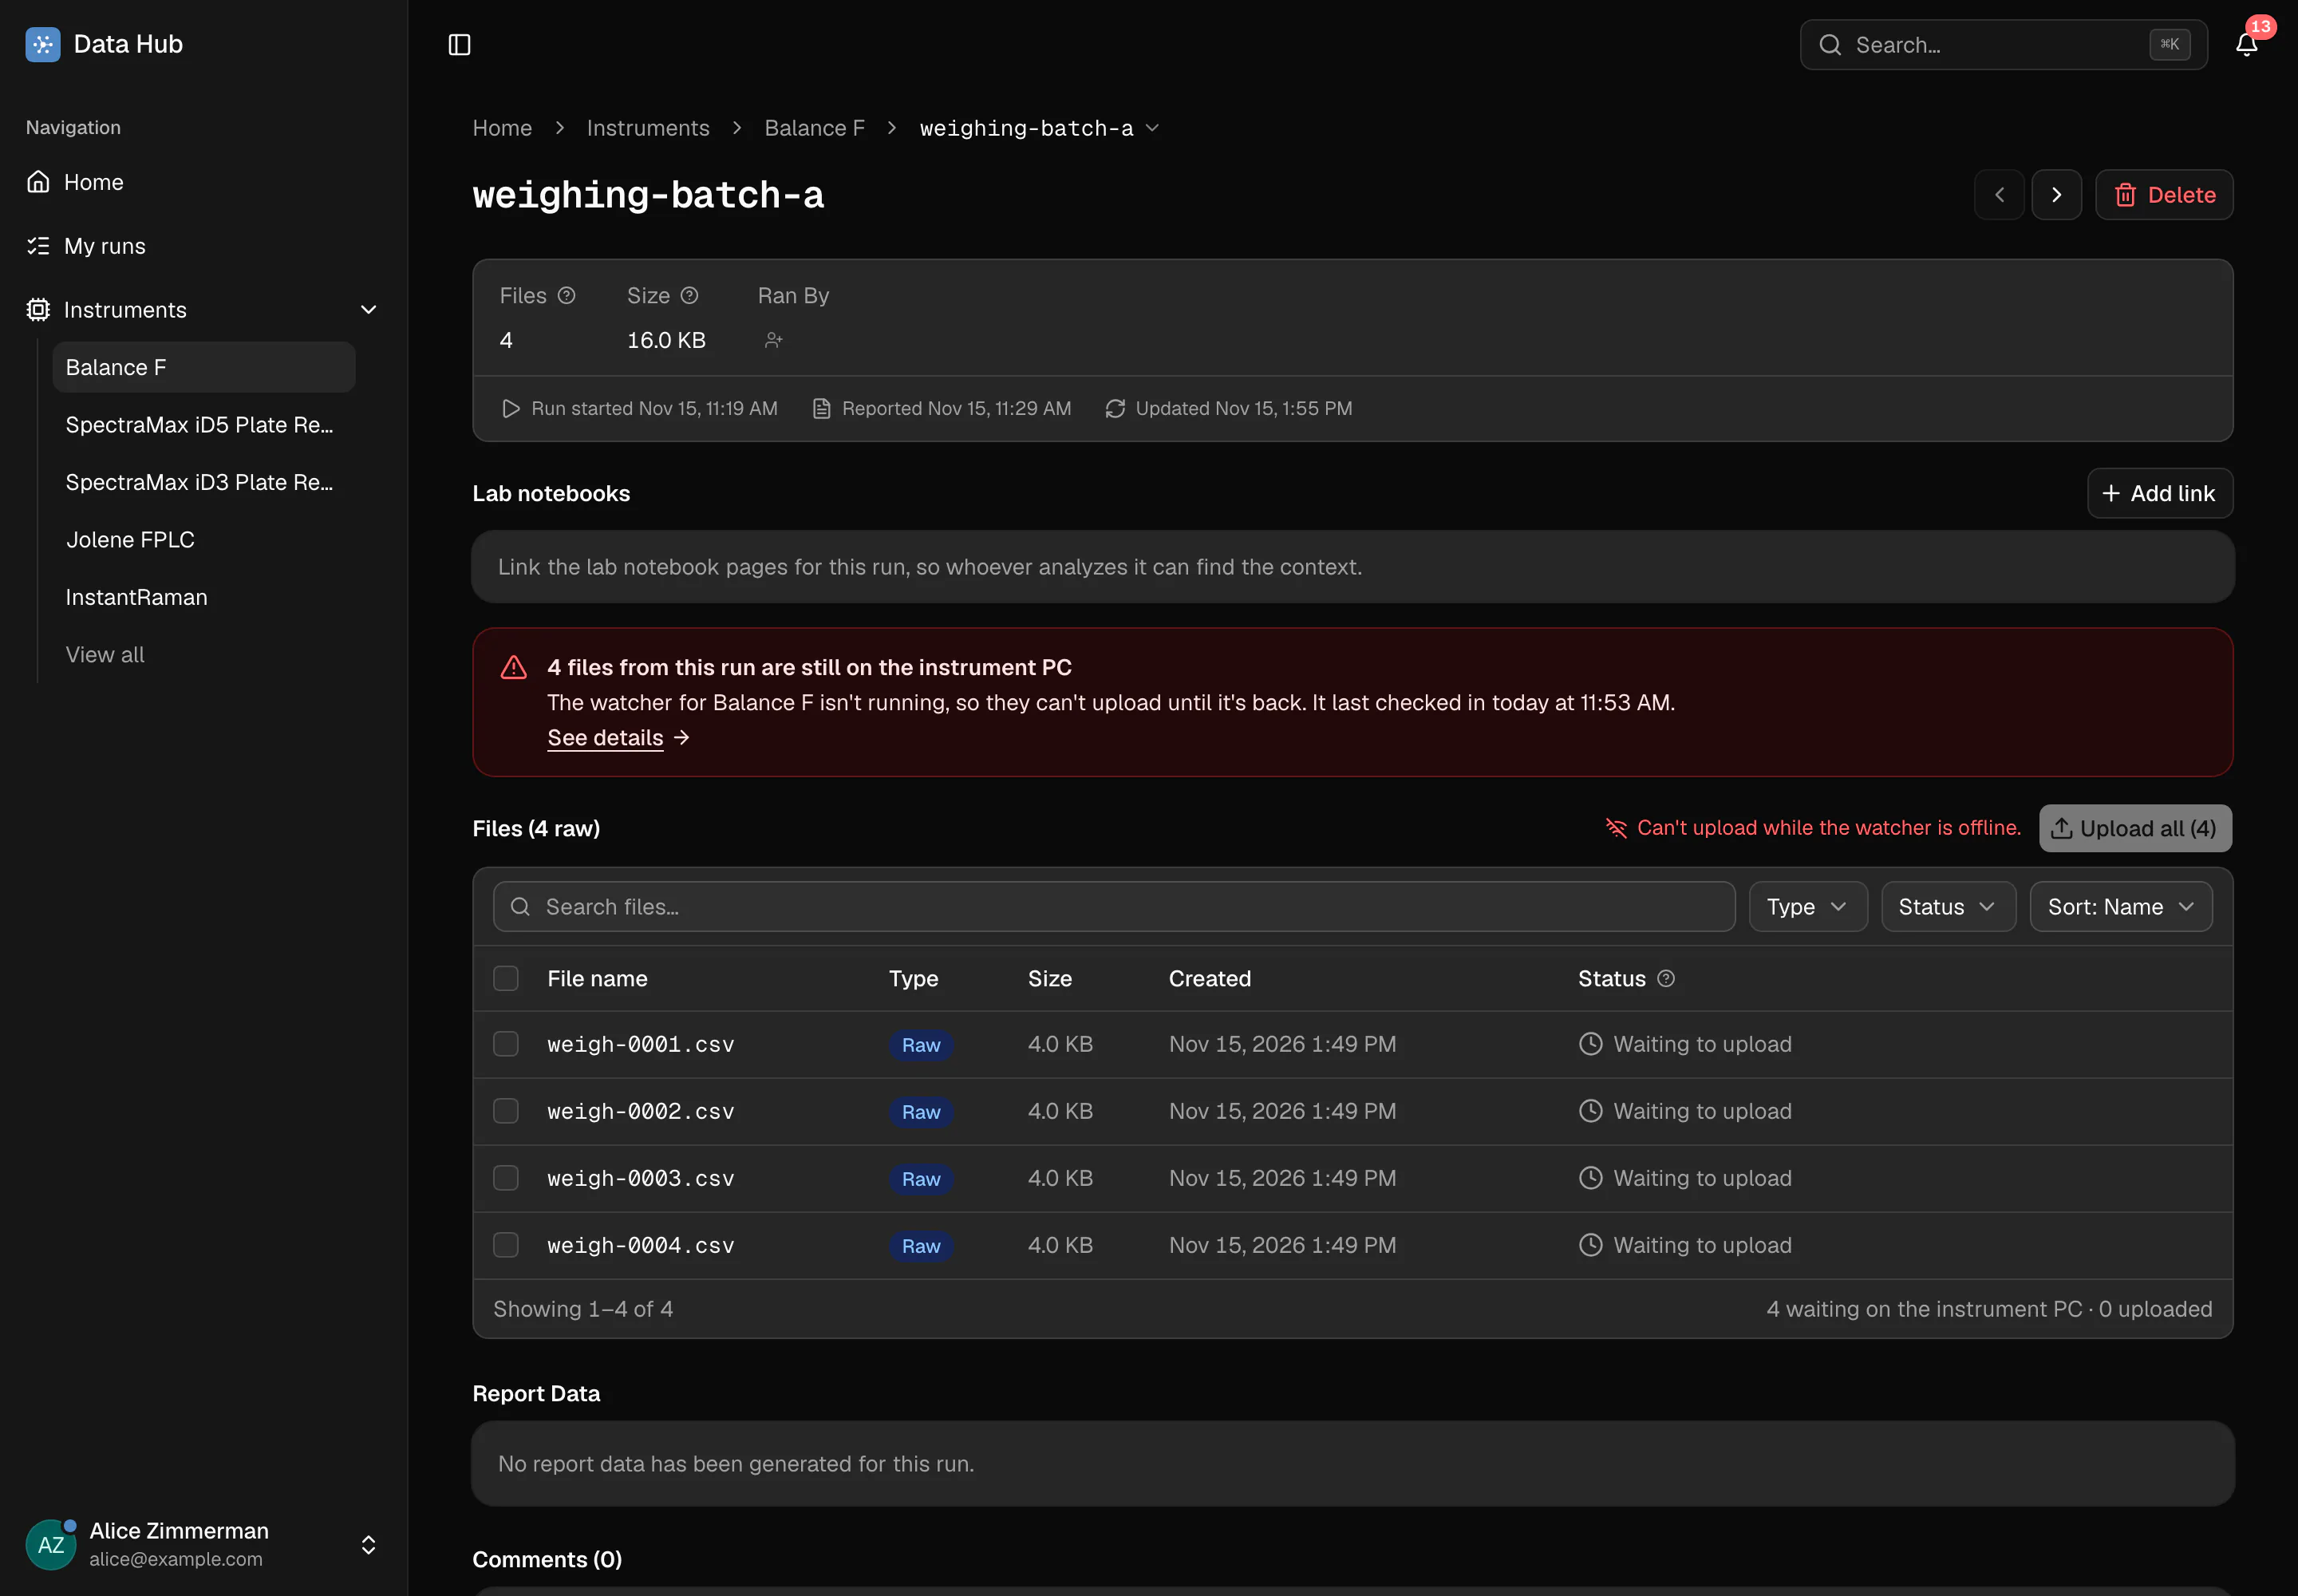 Data Hub
Search...
⌘K
13
Navigation
Home
My runs
Instruments
Balance F
SpectraMax iD5 Plate Re...
SpectraMax iD3 Plate Re...
Jolene FPLC
InstantRaman
View all
Home > Instruments > Balance F > weighing-batch-a
weighing-batch-a
Delete
Files Size Ran By
4 16.0 KB
Run started Nov 15, 11:19 AM Reported Nov 15, 11:29 AM Updated Nov 15, 1:55 PM
Lab notebooks
Add link
Link the lab notebook pages for this run, so whoever analyzes it can find the context.
4 files from this run are still on the instrument PC
The watcher for Balance F isn't running, so they can't upload until it's back. It last checked in today at 11:53 AM.
See details →
Files (4 raw)
Can't upload while the watcher is offline.
Upload all (4)
Search files...
Type
Status
Sort: Name
File name Type Size Created Status
weigh-0001.csv Raw 4.0 KB Nov 15, 2026 1:49 PM Waiting to upload
weigh-0002.csv Raw 4.0 KB Nov 15, 2026 1:49 PM Waiting to upload
weigh-0003.csv Raw 4.0 KB Nov 15, 2026 1:49 PM Waiting to upload
weigh-0004.csv Raw 4.0 KB Nov 15, 2026 1:49 PM Waiting to upload
Showing 1–4 of 4
4 waiting on the instrument PC · 0 uploaded
Report Data
No report data has been generated for this run.
Comments (0)
AZ
Alice Zimmerman
alice@example.com